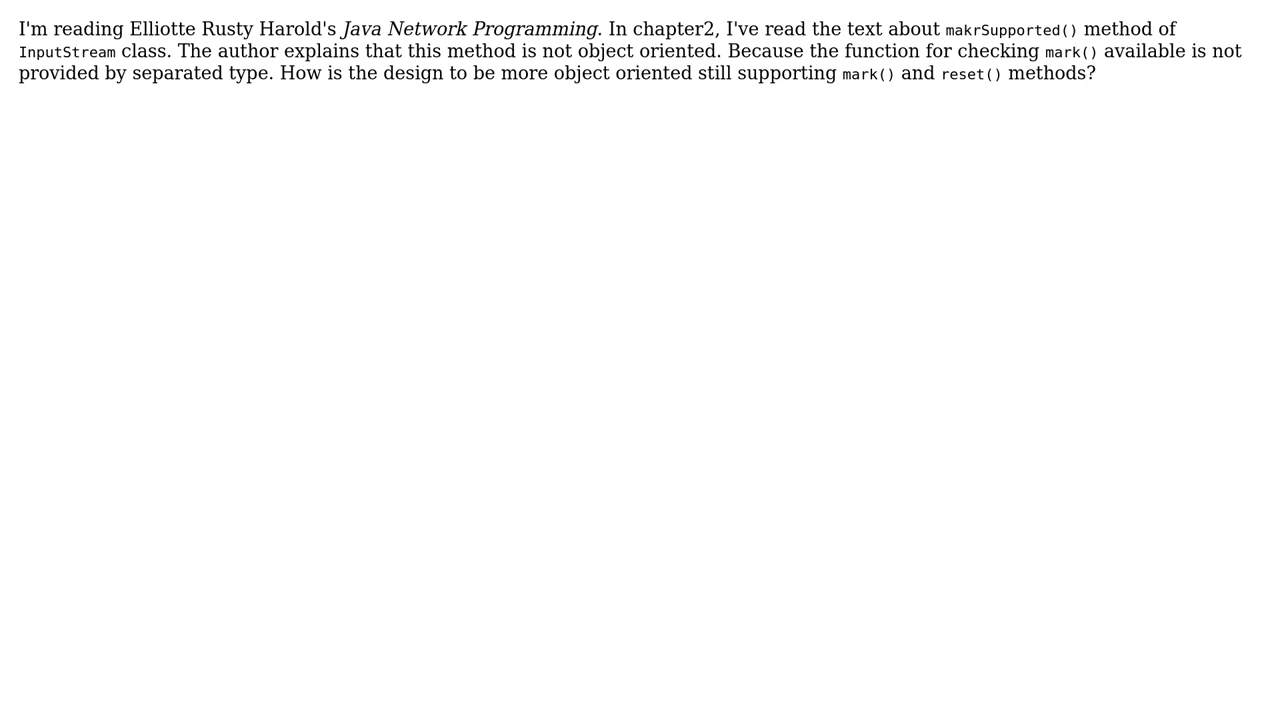 I'm reading Elliotte Rusty Harold's Java Network Programming. In chapter2, I've read the text about makrSupported() method of
InputStream class. The author explains that this method is not object oriented. Because the function for checking mark() available is not
provided by separated type. How is the design to be more object oriented still supporting mark() and reset() methods?